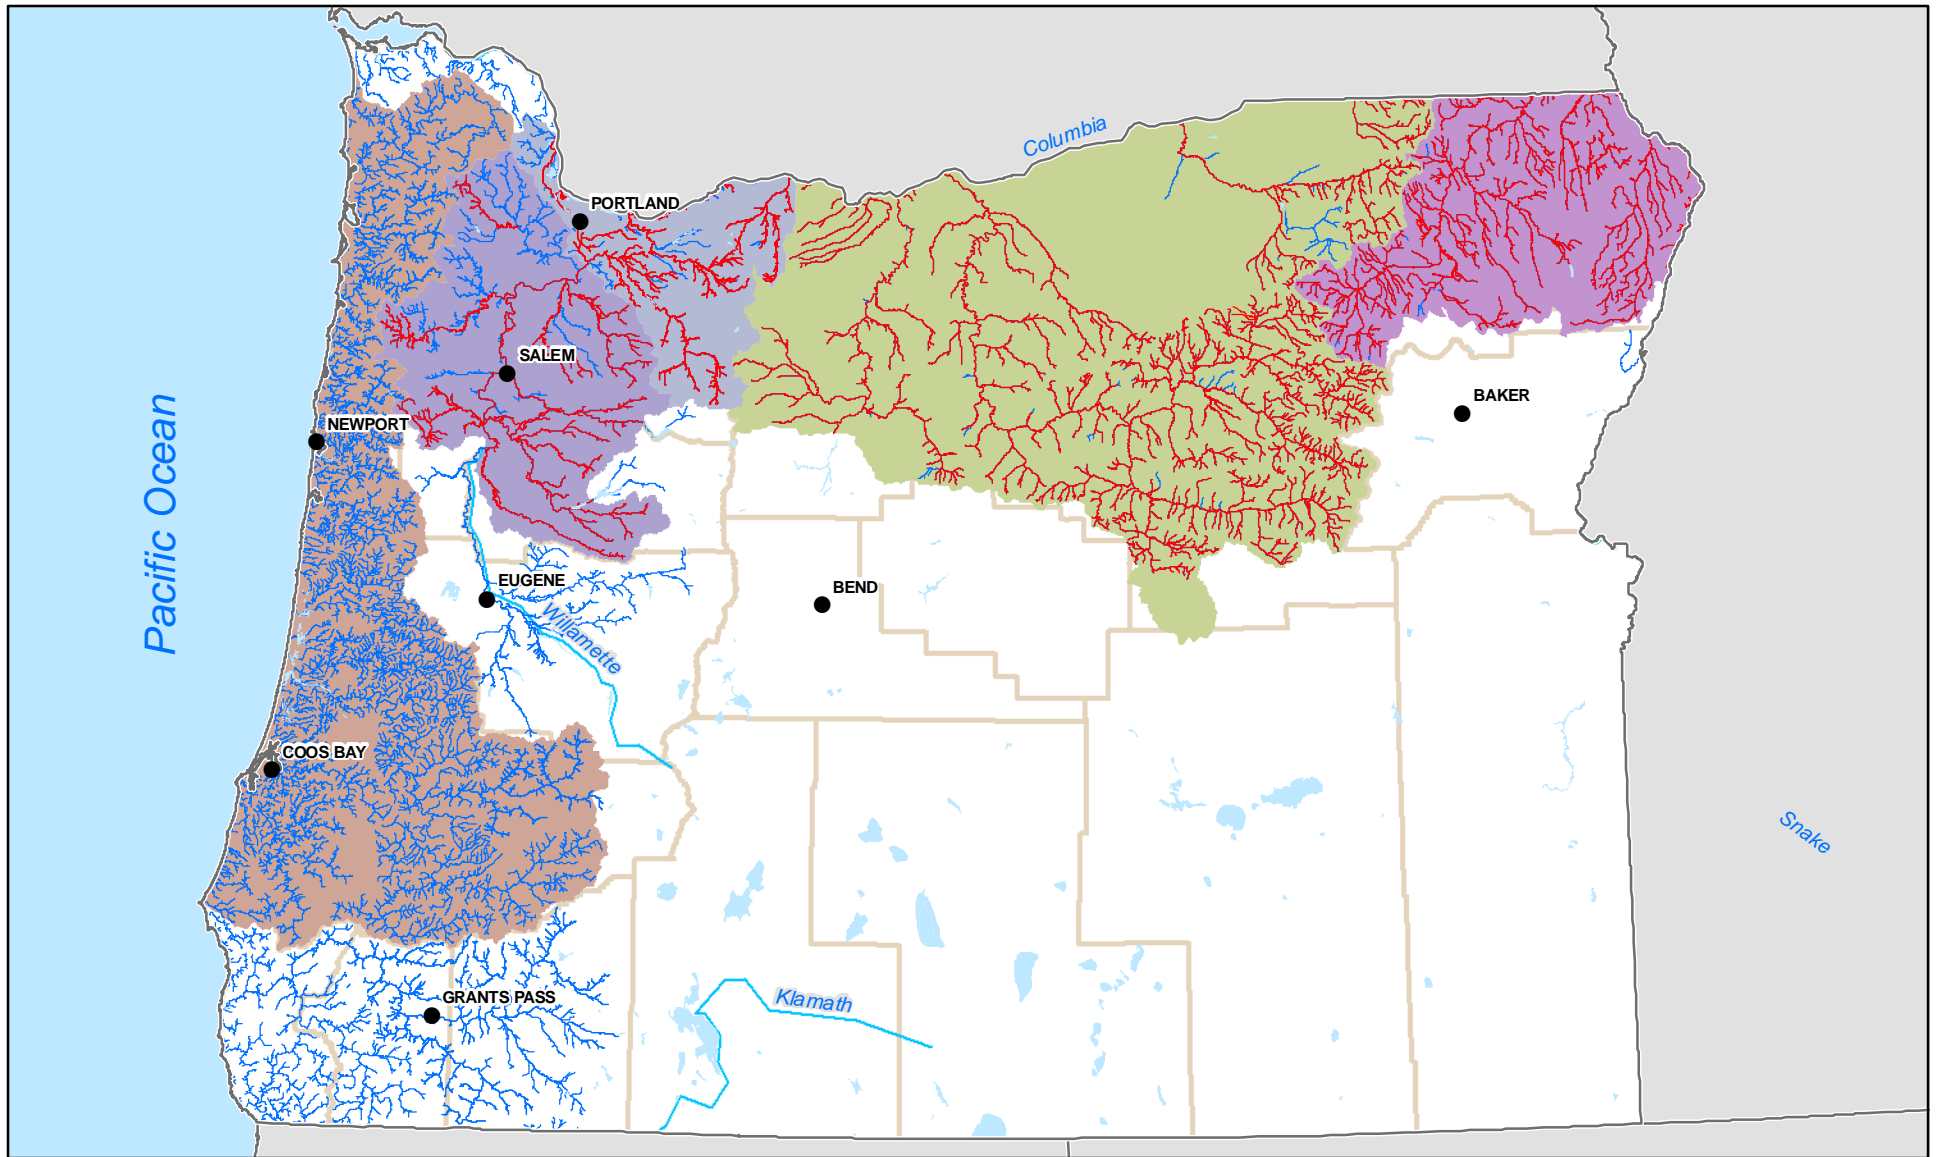 Columbia
PORTLAND
SALEM
BAKER
NEWPORT
Pacific Ocean
EUGENE
BEND
Willamette
COOS BAY
Snake
GRANTS PASS
Klamath